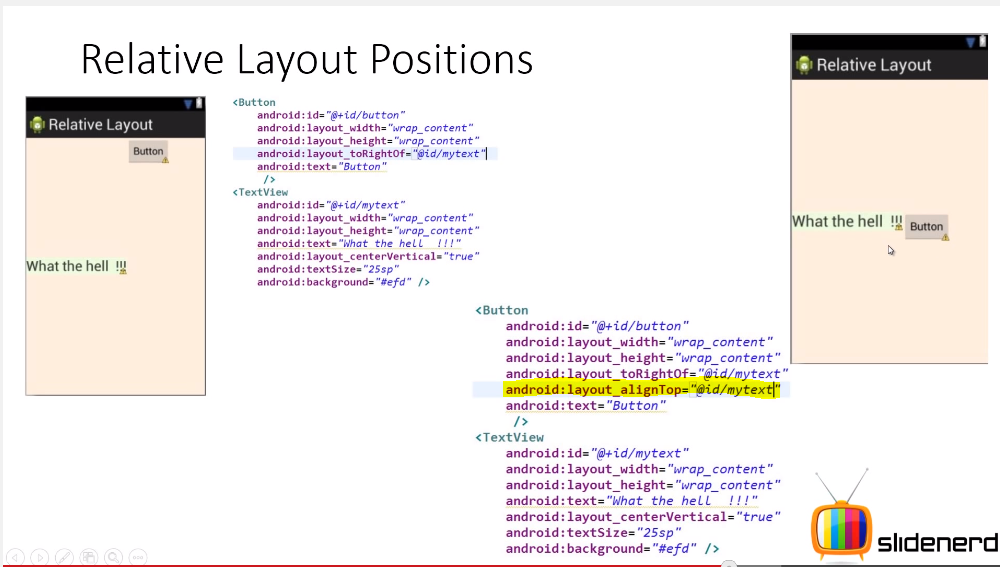 Relative Layout Positions
Relative Layout
Button
What the hell !!!
<Button
android:id="@+id/button"
android:layout_width="wrap_content"
android:layout_height="wrap_content"
android:layout_toRightOf="@id/mytext"
android:text="Button"
/>
<TextView
android:id="@+id/mytext"
android:layout_width="wrap_content"
android:layout_height="wrap_content"
android:text="What the hell  !!!"
android:layout_centerVertical="true"
android:textSize="25sp"
android:background="#efd" />
Relative Layout
What the hell !!!
Button
<Button
android:id="@+id/button"
android:layout_width="wrap_content"
android:layout_height="wrap_content"
android:layout_toRightOf="@id/mytext"
android:layout_alignTop="@id/mytext"
android:text="Button"
/>
<TextView
android:id="@+id/mytext"
android:layout_width="wrap_content"
android:layout_height="wrap_content"
android:text="What the hell  !!!"
android:layout_centerVertical="true"
android:textSize="25sp"
android:background="#efd" />
slidenerd